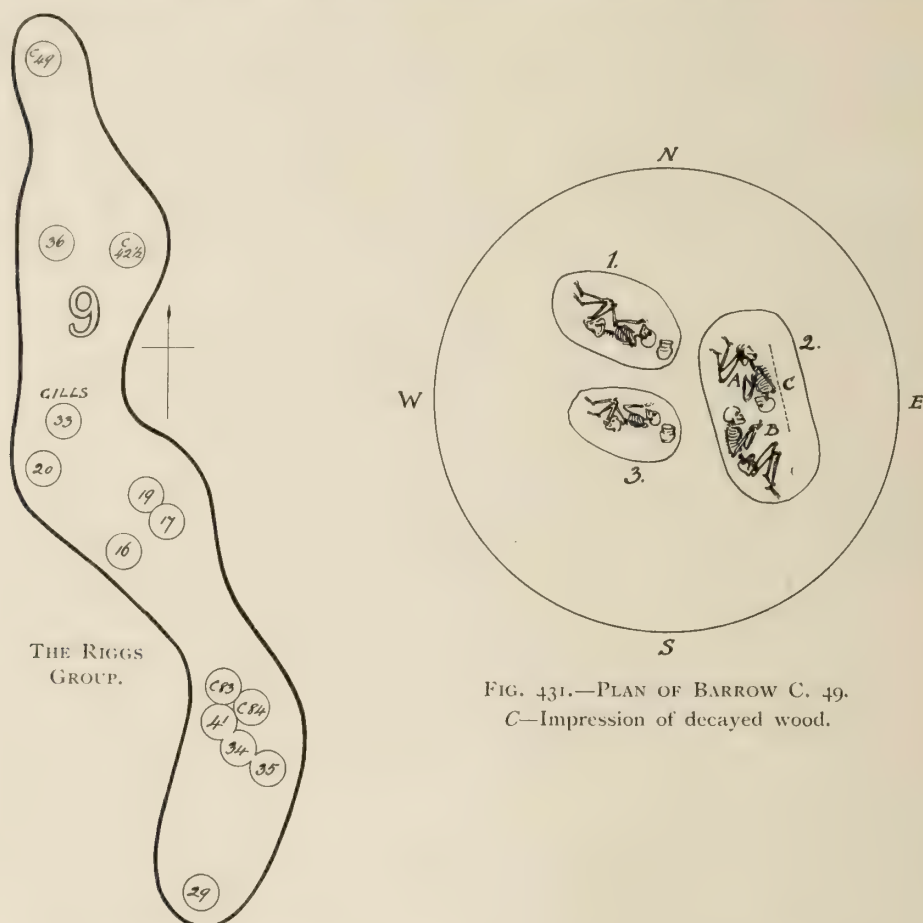 C 49
36
C 42½
9
GILLS
33
20
19
17
16
THE RIGGS
GROUP.
C83
C84
41
34
35
29
N
1.
2.
A
C
W
E
B
3.
S
FIG. 431.—PLAN OF BARROW C. 49.
C—Impression of decayed wood.